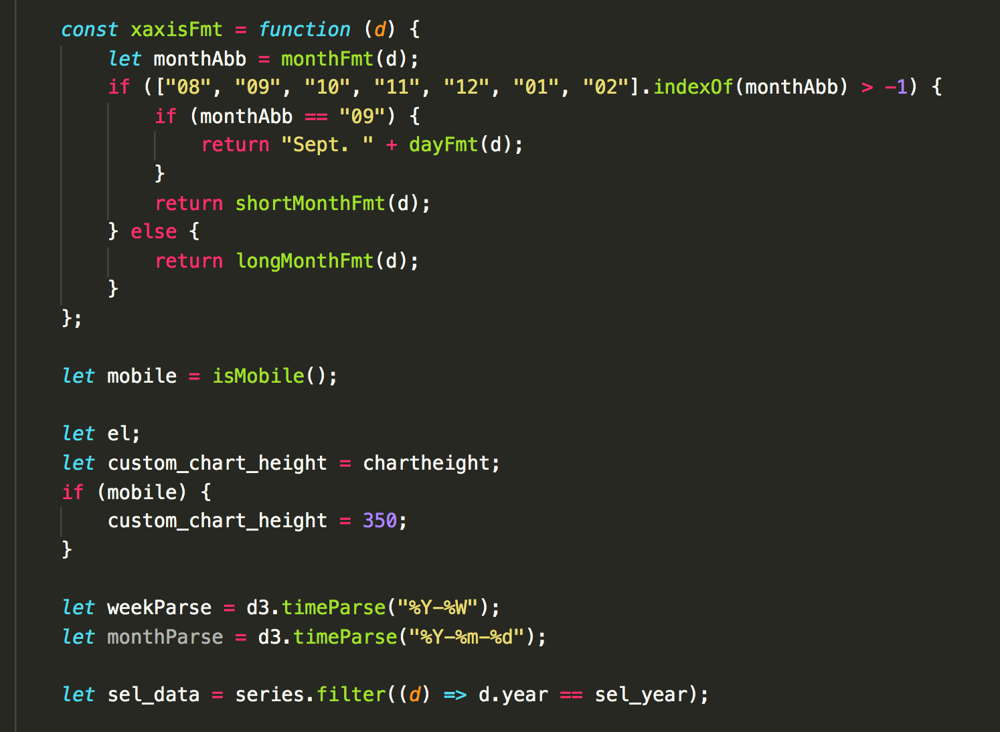 const xaxisFmt = function (d) {
let monthAbb = monthFmt(d);
if (["08", "09", "10", "11", "12", "01", "02"].indexOf(monthAbb) > -1) {
if (monthAbb == "09") {
return "Sept. " + dayFmt(d);
}
return shortMonthFmt(d);
} else {
return longMonthFmt(d);
}
};
let mobile = isMobile();
let el;
let custom_chart_height = chartheight;
if (mobile) {
custom_chart_height = 350;
}
let weekParse = d3.timeParse("%Y-%W");
let monthParse = d3.timeParse("%Y-%m-%d");
let sel_data = series.filter((d) => d.year == sel_year);